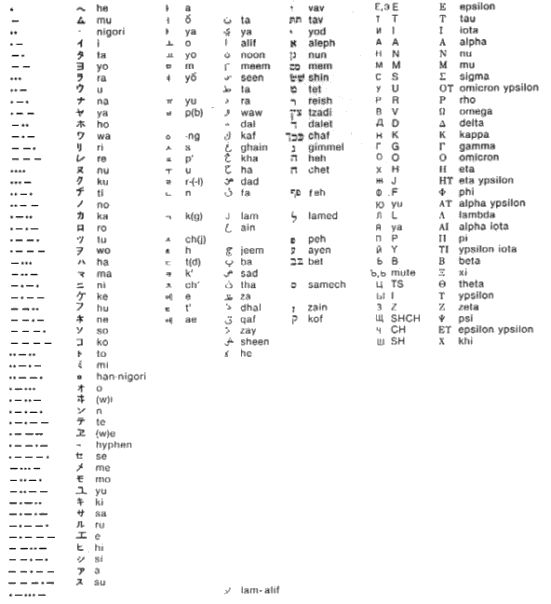 • ヘ he ㅏ a ו vav Е,Э E E epsilon
— ム mu ㅓ ŏ ت ta ת tav Т T T tau
•• ゛ nigori ㅑ ya ي ya י yod И I I iota
•— イ i ㅗ o ا alif א aleph А A A alpha
—• タ ta ㅛ yo ن noon נן nun Н N N nu
—— ヨ yo ㅁ m م meem מם mem М M M mu
••• ラ ra ㅕ yŏ س seen ש shin С S Σ sigma
••— ウ u ط ta ט tet У U OT omicron ypsilon
•—• ナ na ㅠ yu ر ra ר reish Р R P rho
•—— ヤ ya ㅂ p(b) و waw צץ tzadi В V Ω omega
—•• ホ ho د dal ד dalet Д D Δ delta
—•— ワ wa ㅇ -ng ك kaf כך chaf К K K kappa
——• リ ri ㅅ s غ ghain ג gimmel Г G Γ gamma
——— レ re ㅍ p' خ kha ה heh О O O omicron
•••• ヌ nu ㅜ u ح ha ח chet Х H H eta
•••— ク ku ㄹ r-(-l) ض dad Ж J HT eta ypsilon
••—• チ ti ㄴ n ف fa פף feh Ф F Φ phi
••—— ノ no Ю yu AT alpha ypsilon
•—•• カ ka ㄱ k(g) ل lam ל lamed Л L Λ lambda
•—•— ロ ro ع ain Я ya AI alpha iota
•——• ツ tu ㅈ ch(j) פ peh П P Π pi
•——— ヲ wo ㅎ h ج jeem ע ayen Й Y TI ypsilon iota
—••• ハ ha ㄷ t(d) ب ba ב bet Б B B beta
—••— マ ma ㅋ k' ص sad Ь,Ъ mute Ξ xi
—•—• ニ ni ㅊ ch' ث tha ס samech Ц TS Θ theta
—•—— ケ ke ㅔ e ظ za Ы I T ypsilon
——•• フ hu ㅌ t' ذ dhal ז zain З Z Z zeta
——•— ネ ne ㅐ ae ق qaf ק kof Щ SHCH Ψ psi
———• ソ so ز zay Ч CH ET epsilon ypsilon
———— コ ko ش sheen Ш SH X khi
••—•• ト to ه he
••—•— ミ mi
••——• ゜ han-nigori
•—••• オ o
•—••— ヰ (w)i
•—•—• ン n
•—•—— テ te
•——•• ヱ (w)e
•——•— - hyphen
•———• セ se
—•••— メ me
—••—• モ mo
—••—— ユ yu
—•—•• キ ki
—•—•— サ sa
—•——• ル ru
—•——— エ e
——••— ヒ hi
——•—• シ si
——•—— ア a
———•— ス su
•—•••— لا lam-alif